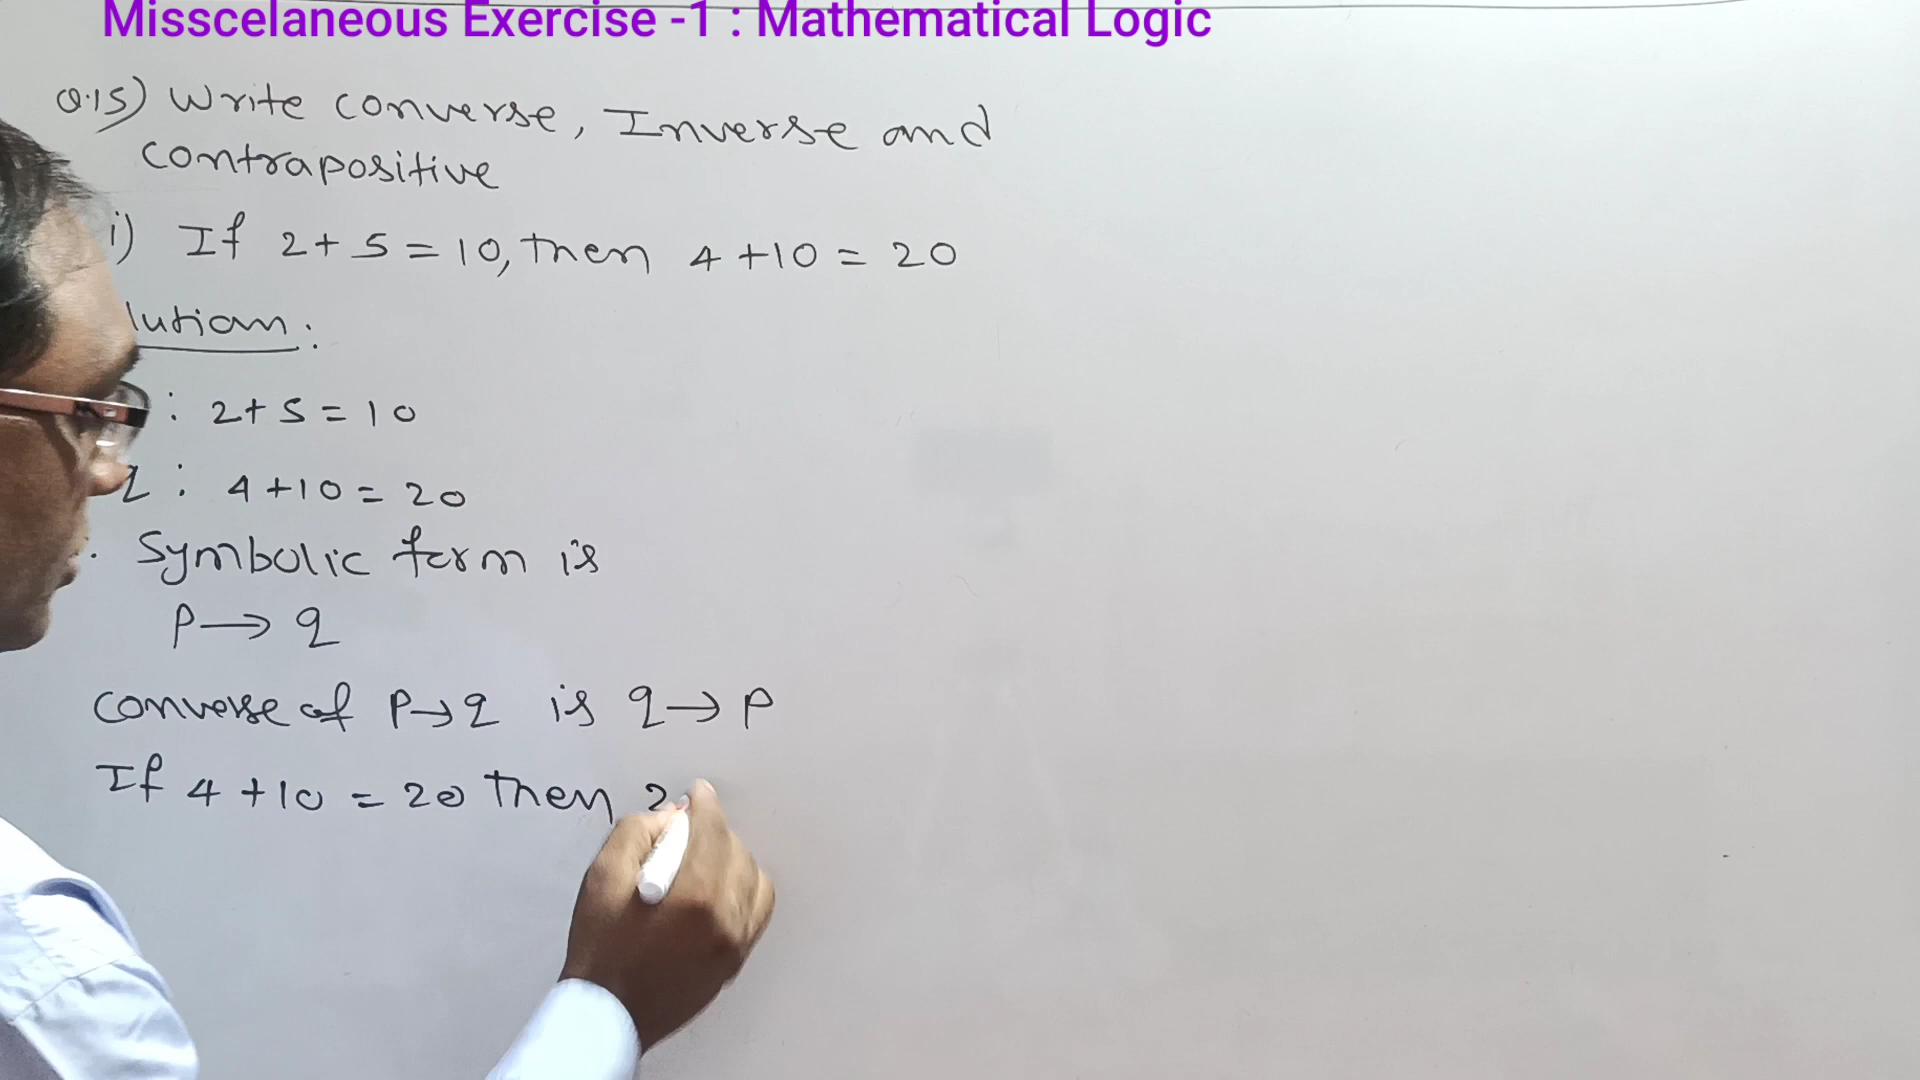 Misscelaneous Exercise -1 : Mathematical Logic
Q.15) Write converse, Inverse and
contrapositive
i) If 2+5=10, then 4+10=20
lution:
: 2+5=10
q : 4+10=20
Symbolic form is
p→q
converse of p→q is q→p
If 4+10=20 then 2